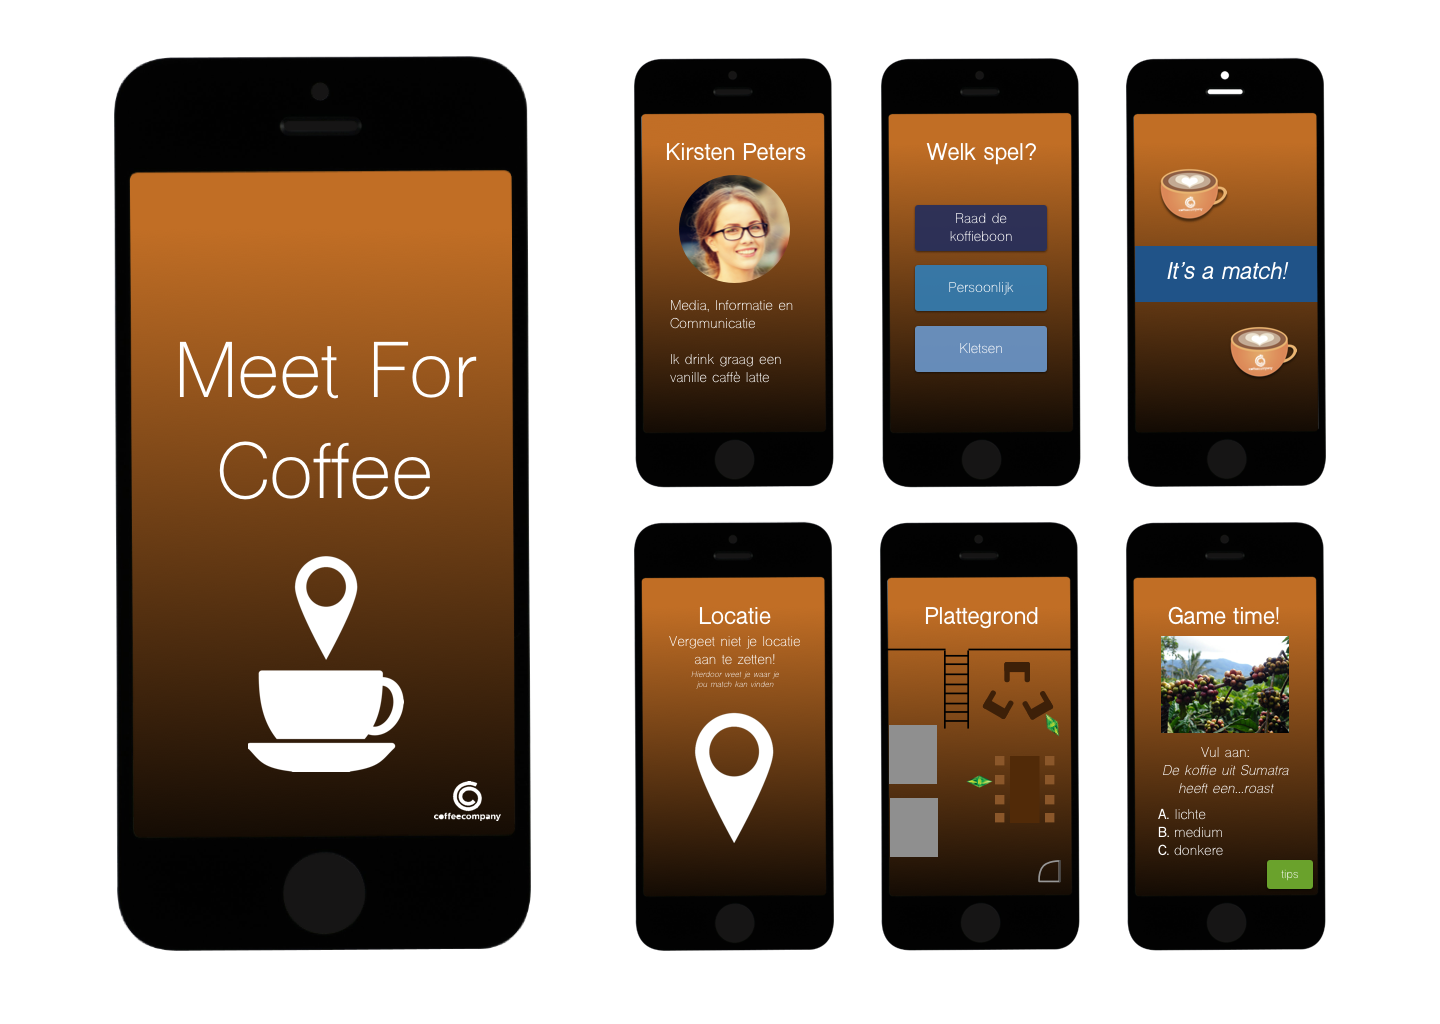 Meet For
Coffee
coffeecompany
Kirsten Peters
Media, Informatie en
Communicatie
Ik drink graag een
vanille caffè latte
Welk spel?
Raad de
koffieboon
Persoonlijk
Kletsen
It's a match!
Locatie
Vergeet niet je locatie
aan te zetten!
Hierdoor weet je waar je
jou match kan vinden
Plattegrond
Game time!
Vul aan:
De koffie uit Sumatra
heeft een...roast
A. lichte
B. medium
C. donkere
tips